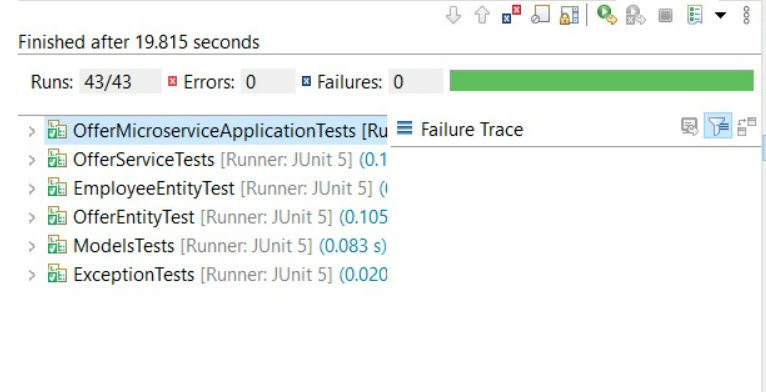 Finished after 19.815 seconds
Runs: 43/43 Errors: 0 Failures: 0
OfferMicroserviceApplicationTests [Ru
Failure Trace
OfferServiceTests [Runner: JUnit 5] (0.1
EmployeeEntityTest [Runner: JUnit 5] (
OfferEntityTest [Runner: JUnit 5] (0.105
ModelsTests [Runner: JUnit 5] (0.083 s)
ExceptionTests [Runner: JUnit 5] (0.020